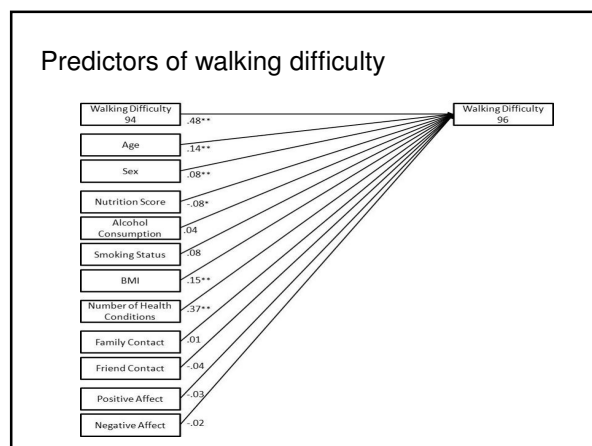 Predictors of walking difficulty
Walking Difficulty
94
.48**
Walking Difficulty
96
Age
.14**
Sex
.08**
Nutrition Score
-.08*
Alcohol
Consumption
.04
Smoking Status
.08
BMI
.15**
Number of Health
Conditions
.37**
Family Contact
.01
Friend Contact
-.04
Positive Affect
-.03
Negative Affect
-.02